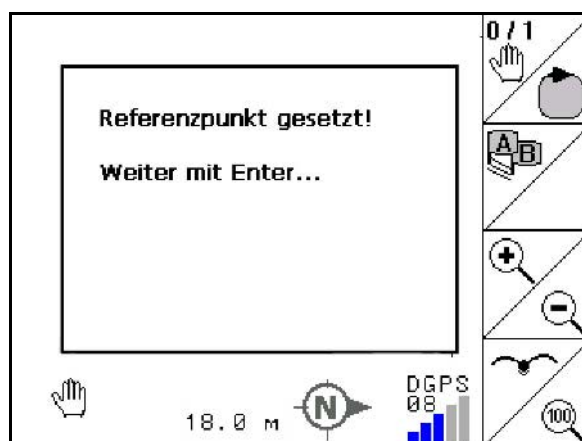 0/1
A B
Referenzpunkt gesetzt!
Weiter mit Enter...
18.0 м
N
DGPS
08
100